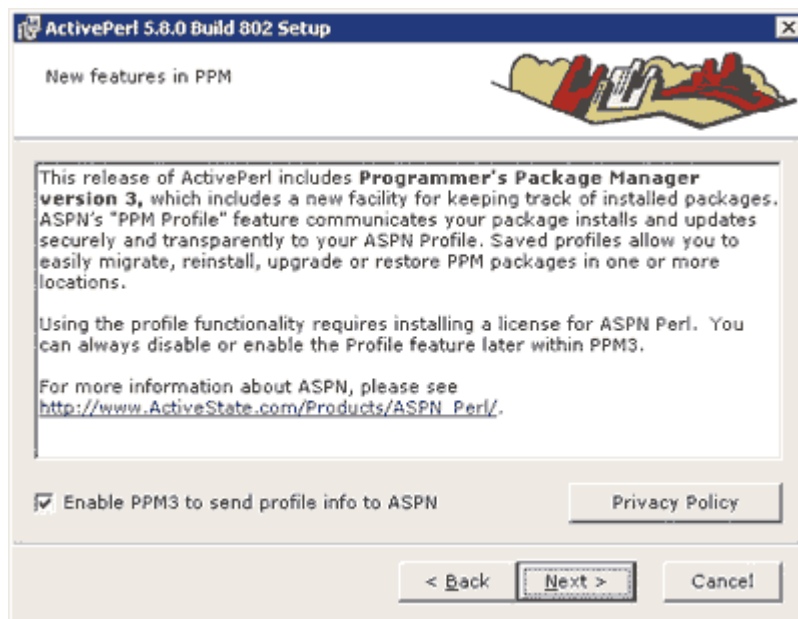 ActivePerl 5.8.0 Build 802 Setup
New features in PPM
This release of ActivePerl includes Programmer's Package Manager
version 3, which includes a new facility for keeping track of installed packages.
ASPN's "PPM Profile" feature communicates your package installs and updates
securely and transparently to your ASPN Profile. Saved profiles allow you to
easily migrate, reinstall, upgrade or restore PPM packages in one or more
locations.
Using the profile functionality requires installing a license for ASPN Perl. You
can always disable or enable the Profile feature later within PPM3.
For more information about ASPN, please see
http://www.ActiveState.com/Products/ASPN_Perl/.
Enable PPM3 to send profile info to ASPN
Privacy Policy
< Back
Next >
Cancel